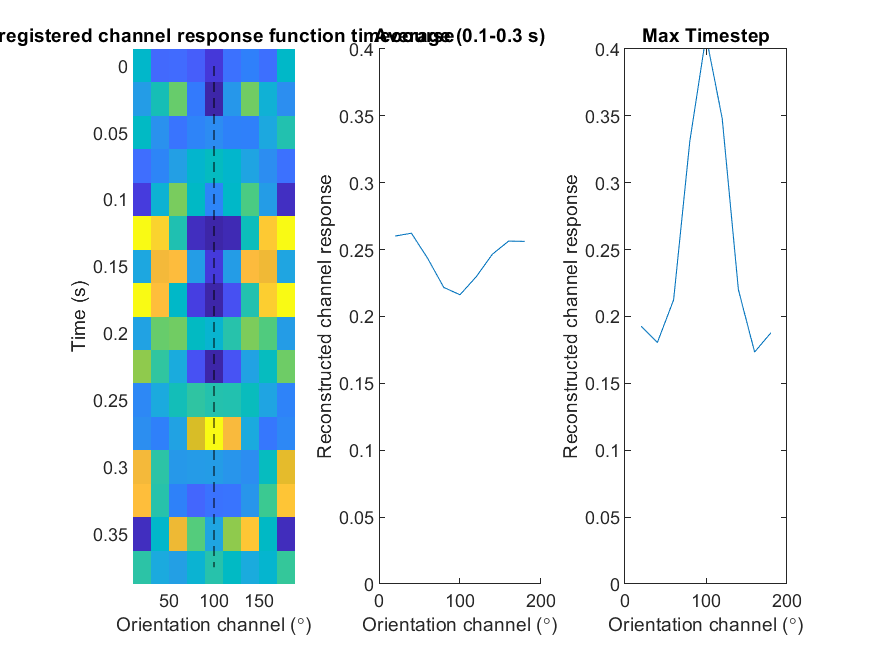 registered channel response function timecourse
Average (0.1-0.3 s)
Max Timestep
0
0.05
0.1
0.15
0.2
0.25
0.3
0.35
Time (s)
50 100 150
Orientation channel (°)
0.4
0.35
0.3
0.25
0.2
0.15
0.1
0.05
0
Reconstructed channel response
0 100 200
Orientation channel (°)
0.4
0.35
0.3
0.25
0.2
0.15
0.1
0.05
0
Reconstructed channel response
0 100 200
Orientation channel (°)